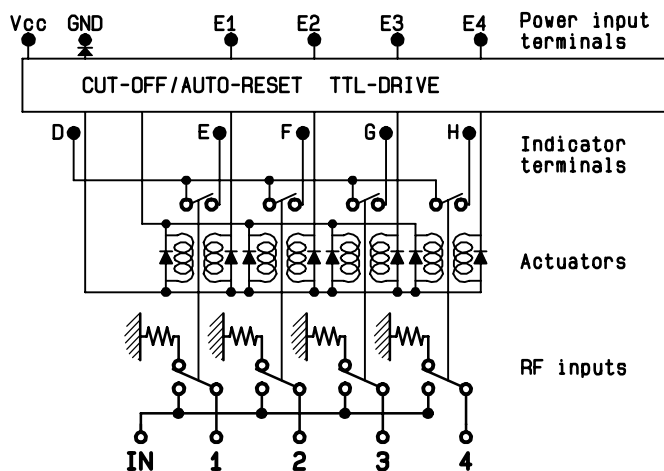 Vcc GND E1 E2 E3 E4 Power input
terminals
CUT-OFF/AUTO-RESET TTL-DRIVE
D E F G H Indicator
terminals
Actuators
RF inputs
IN 1 2 3 4